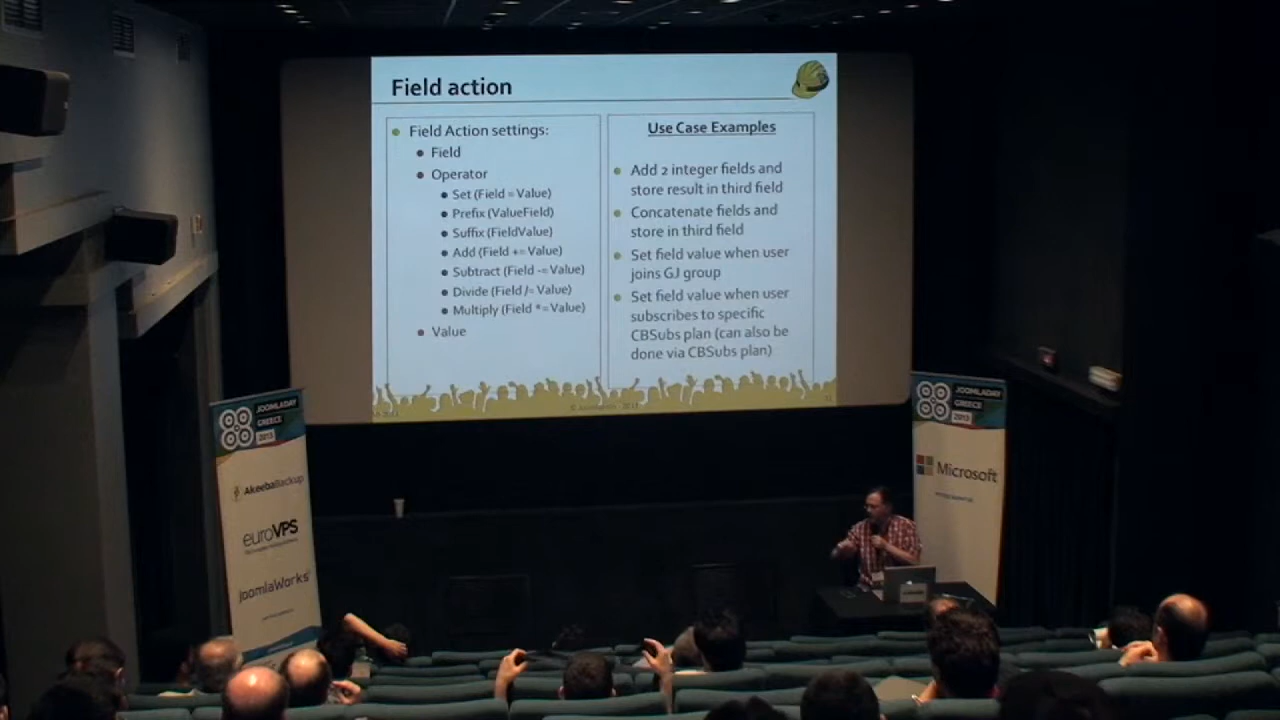 Field action
Field Action settings:
Field
Operator
Set (Field = Value)
Prefix (ValueField)
Suffix (FieldValue)
Add (Field += Value)
Subtract (Field -= Value)
Divide (Field /= Value)
Multiply (Field *= Value)
Value
Use Case Examples
Add 2 integer fields and
store result in third field
Concatenate fields and
store in third field
Set field value when user
joins GJ group
Set field value when user
subscribes to specific
CBSubs plan (can also be
done via CBSubs plan)
JOOMLADAY
GREECE
2013
AkeebaBackup
euroVPS
JoomlaWorks
JOOMLADAY
GREECE
2013
Microsoft